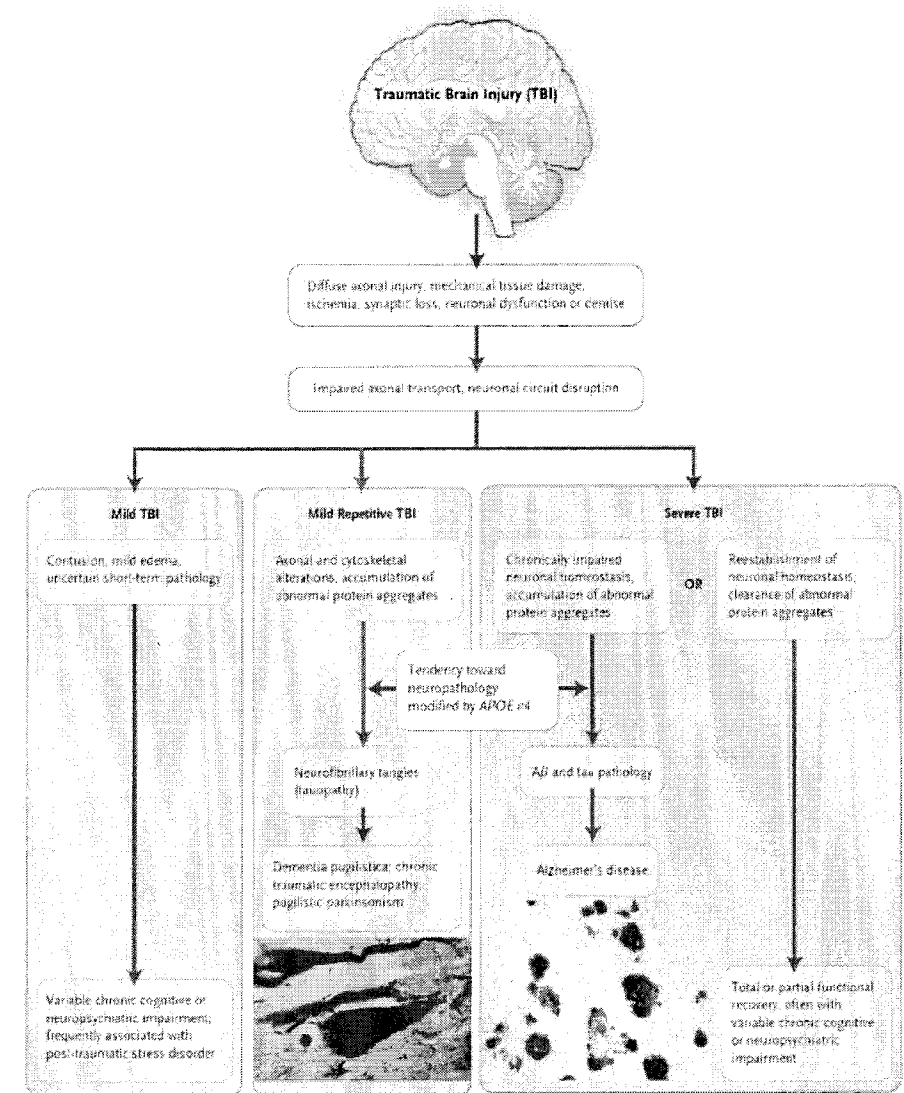 Traumatic Brain Injury (TBI)
Diffuse axonal injury, mechanical tissue damage,
ischemia, synaptic loss, neuronal dysfunction or demise
Impaired axonal transport, neuronal circuit disruption
Mild TBI
Contusion, mild edema,
uncertain short-term pathology
Variable chronic cognitive or
neuropsychiatric impairment;
frequently associated with
post-traumatic stress disorder
Mild Repetitive TBI
Axonal and cytoskeletal
alterations, accumulation of
abnormal protein aggregates
Tendency toward
neuropathology
modified by APOE ε4
Neurofibrillary tangles
(tauopathy)
Dementia pugilistica; chronic
traumatic encephalopathy;
pugilistic parkinsonism
Severe TBI
Chronically impaired
neuronal homeostasis,
accumulation of abnormal
protein aggregates
OR
Reestablishment of
neuronal homeostasis;
clearance of abnormal
protein aggregates
Aβ and tau pathology
Alzheimer's disease
Total or partial functional
recovery, often with
variable chronic cognitive
or neuropsychiatric
impairment